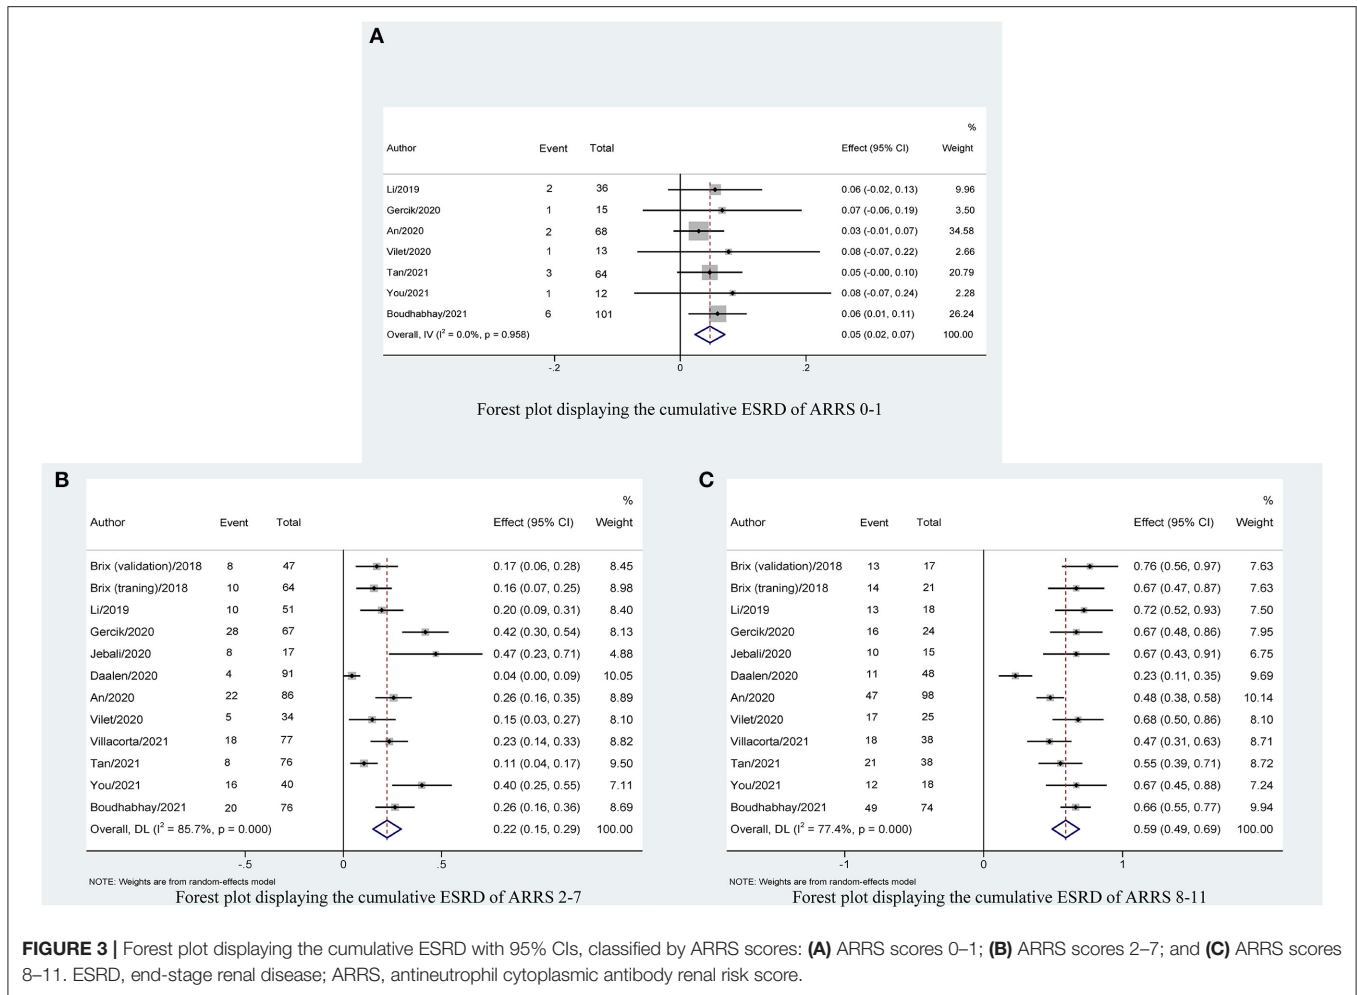 A
%
Author Event Total Effect (95% CI) Weight
Li/2019 2 36 0.06 (-0.02, 0.13) 9.96
Gercik/2020 1 15 0.07 (-0.06, 0.19) 3.50
An/2020 2 68 0.03 (-0.01, 0.07) 34.58
Vilet/2020 1 13 0.08 (-0.07, 0.22) 2.66
Tan/2021 3 64 0.05 (-0.00, 0.10) 20.79
You/2021 1 12 0.08 (-0.07, 0.24) 2.28
Boudhabhay/2021 6 101 0.06 (0.01, 0.11) 26.24
Overall, IV (I² = 0.0%, p = 0.958) 0.05 (0.02, 0.07) 100.00
-.2 0 .2
Forest plot displaying the cumulative ESRD of ARRS 0-1
B
%
Author Event Total Effect (95% CI) Weight
Brix (validation)/2018 8 47 0.17 (0.06, 0.28) 8.45
Brix (traning)/2018 10 64 0.16 (0.07, 0.25) 8.98
Li/2019 10 51 0.20 (0.09, 0.31) 8.40
Gercik/2020 28 67 0.42 (0.30, 0.54) 8.13
Jebali/2020 8 17 0.47 (0.23, 0.71) 4.88
Daalen/2020 4 91 0.04 (0.00, 0.09) 10.05
An/2020 22 86 0.26 (0.16, 0.35) 8.89
Vilet/2020 5 34 0.15 (0.03, 0.27) 8.10
Villacorta/2021 18 77 0.23 (0.14, 0.33) 8.82
Tan/2021 8 76 0.11 (0.04, 0.17) 9.50
You/2021 16 40 0.40 (0.25, 0.55) 7.11
Boudhabhay/2021 20 76 0.26 (0.16, 0.36) 8.69
Overall, DL (I² = 85.7%, p = 0.000) 0.22 (0.15, 0.29) 100.00
-.5 0 .5
NOTE: Weights are from random-effects model
Forest plot displaying the cumulative ESRD of ARRS 2-7
C
%
Author Event Total Effect (95% CI) Weight
Brix (validation)/2018 13 17 0.76 (0.56, 0.97) 7.63
Brix (traning)/2018 14 21 0.67 (0.47, 0.87) 7.63
Li/2019 13 18 0.72 (0.52, 0.93) 7.50
Gercik/2020 16 24 0.67 (0.48, 0.86) 7.95
Jebali/2020 10 15 0.67 (0.43, 0.91) 6.75
Daalen/2020 11 48 0.23 (0.11, 0.35) 9.69
An/2020 47 98 0.48 (0.38, 0.58) 10.14
Vilet/2020 17 25 0.68 (0.50, 0.86) 8.10
Villacorta/2021 18 38 0.47 (0.31, 0.63) 8.71
Tan/2021 21 38 0.55 (0.39, 0.71) 8.72
You/2021 12 18 0.67 (0.45, 0.88) 7.24
Boudhabhay/2021 49 74 0.66 (0.55, 0.77) 9.94
Overall, DL (I² = 77.4%, p = 0.000) 0.59 (0.49, 0.69) 100.00
-1 0 1
NOTE: Weights are from random-effects model
Forest plot displaying the cumulative ESRD of ARRS 8-11
FIGURE 3 | Forest plot displaying the cumulative ESRD with 95% CIs, classified by ARRS scores: (A) ARRS scores 0–1; (B) ARRS scores 2–7; and (C) ARRS scores
8–11. ESRD, end-stage renal disease; ARRS, antineutrophil cytoplasmic antibody renal risk score.